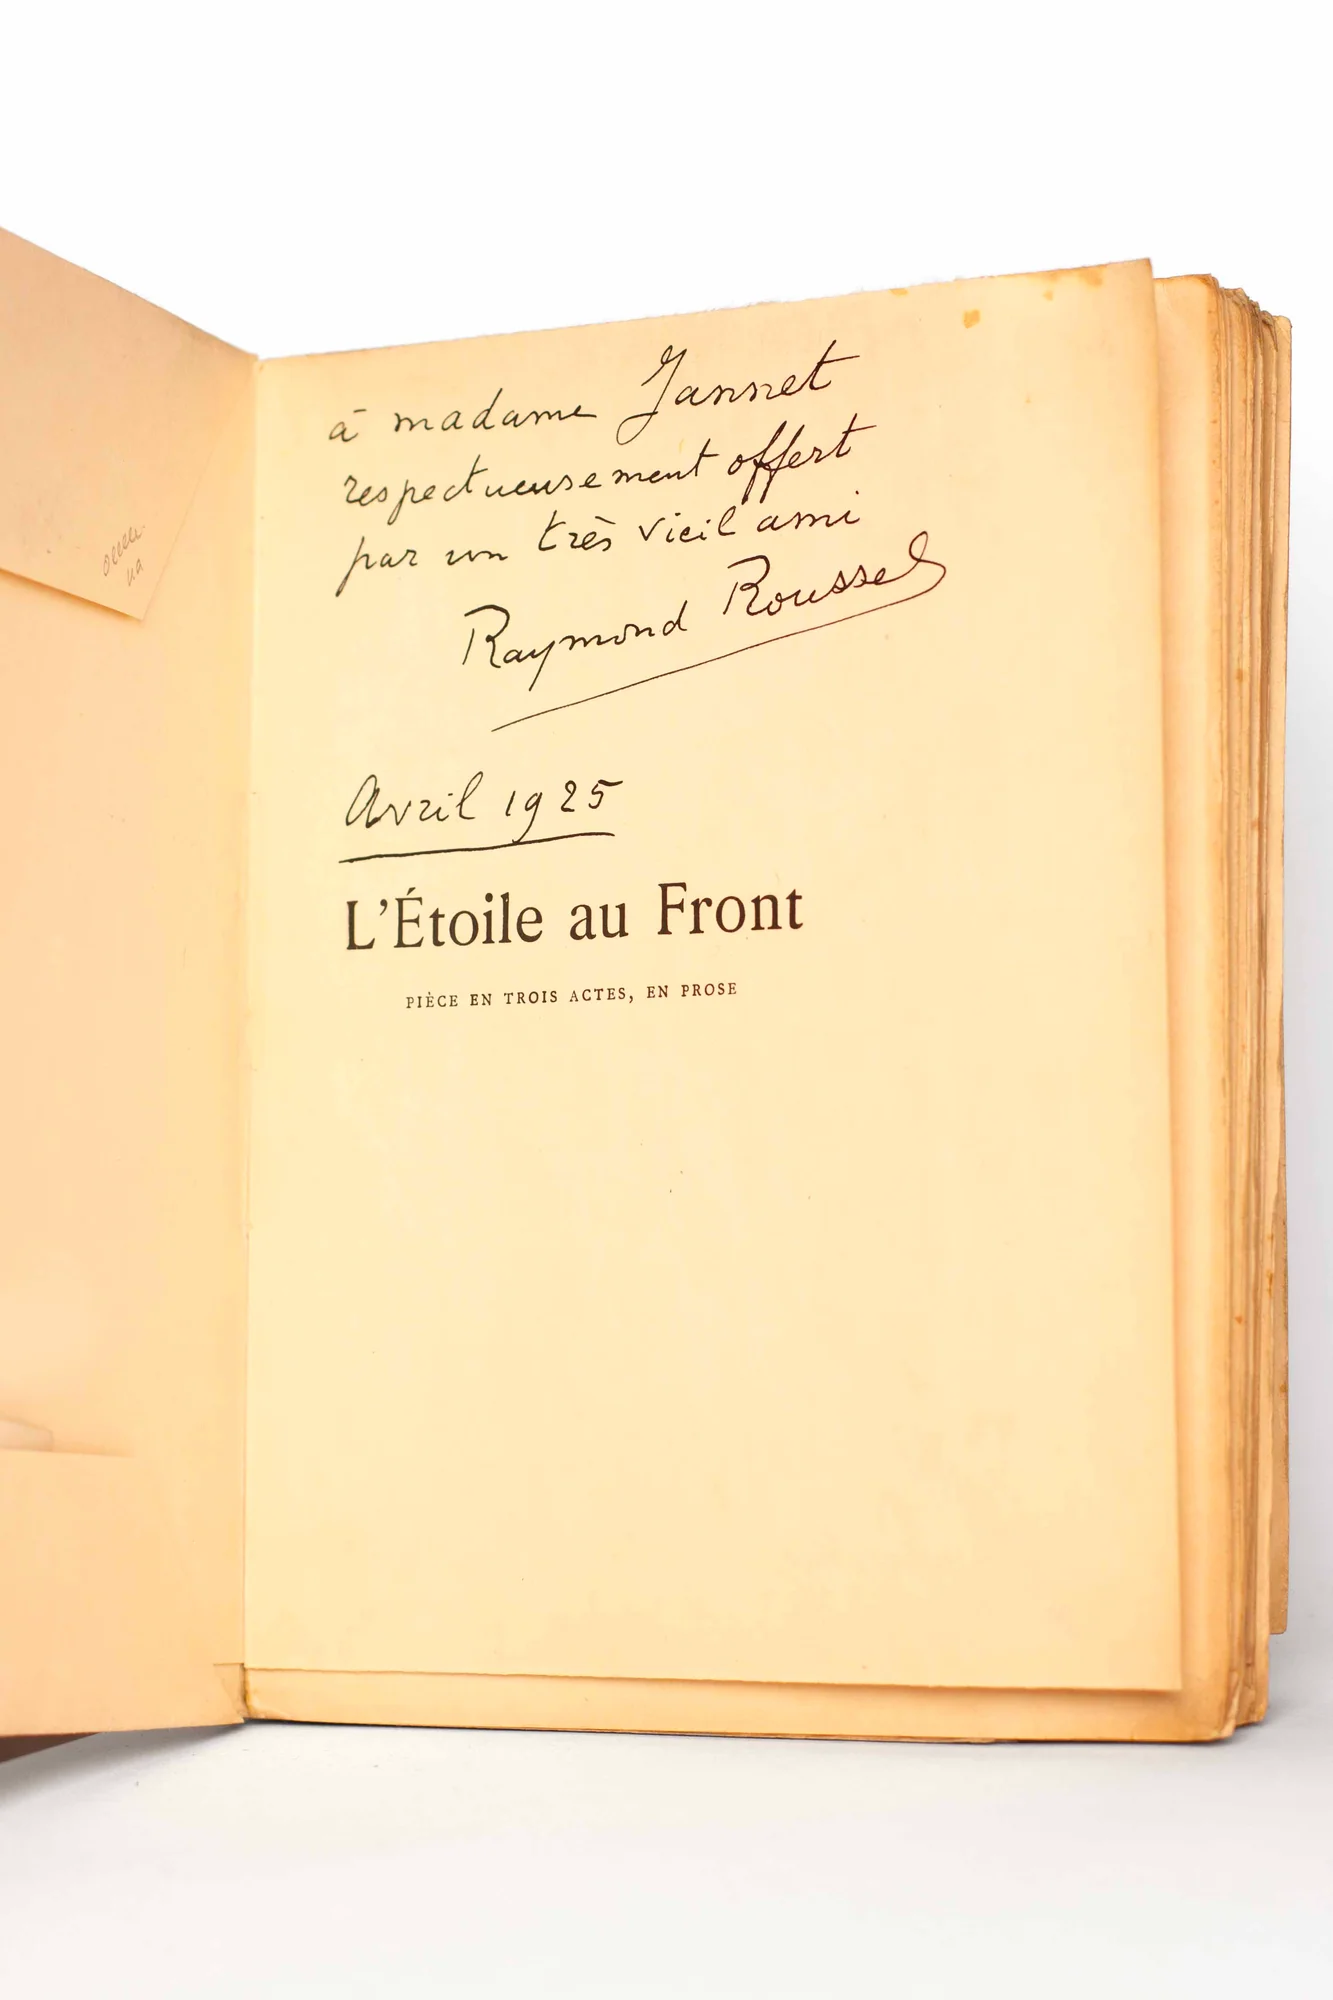 à madame Jannet
respectueusement offert
par un très vieil ami
Raymond Roussel
Avril 1925
L'Étoile au Front
PIÈCE EN TROIS ACTES, EN PROSE